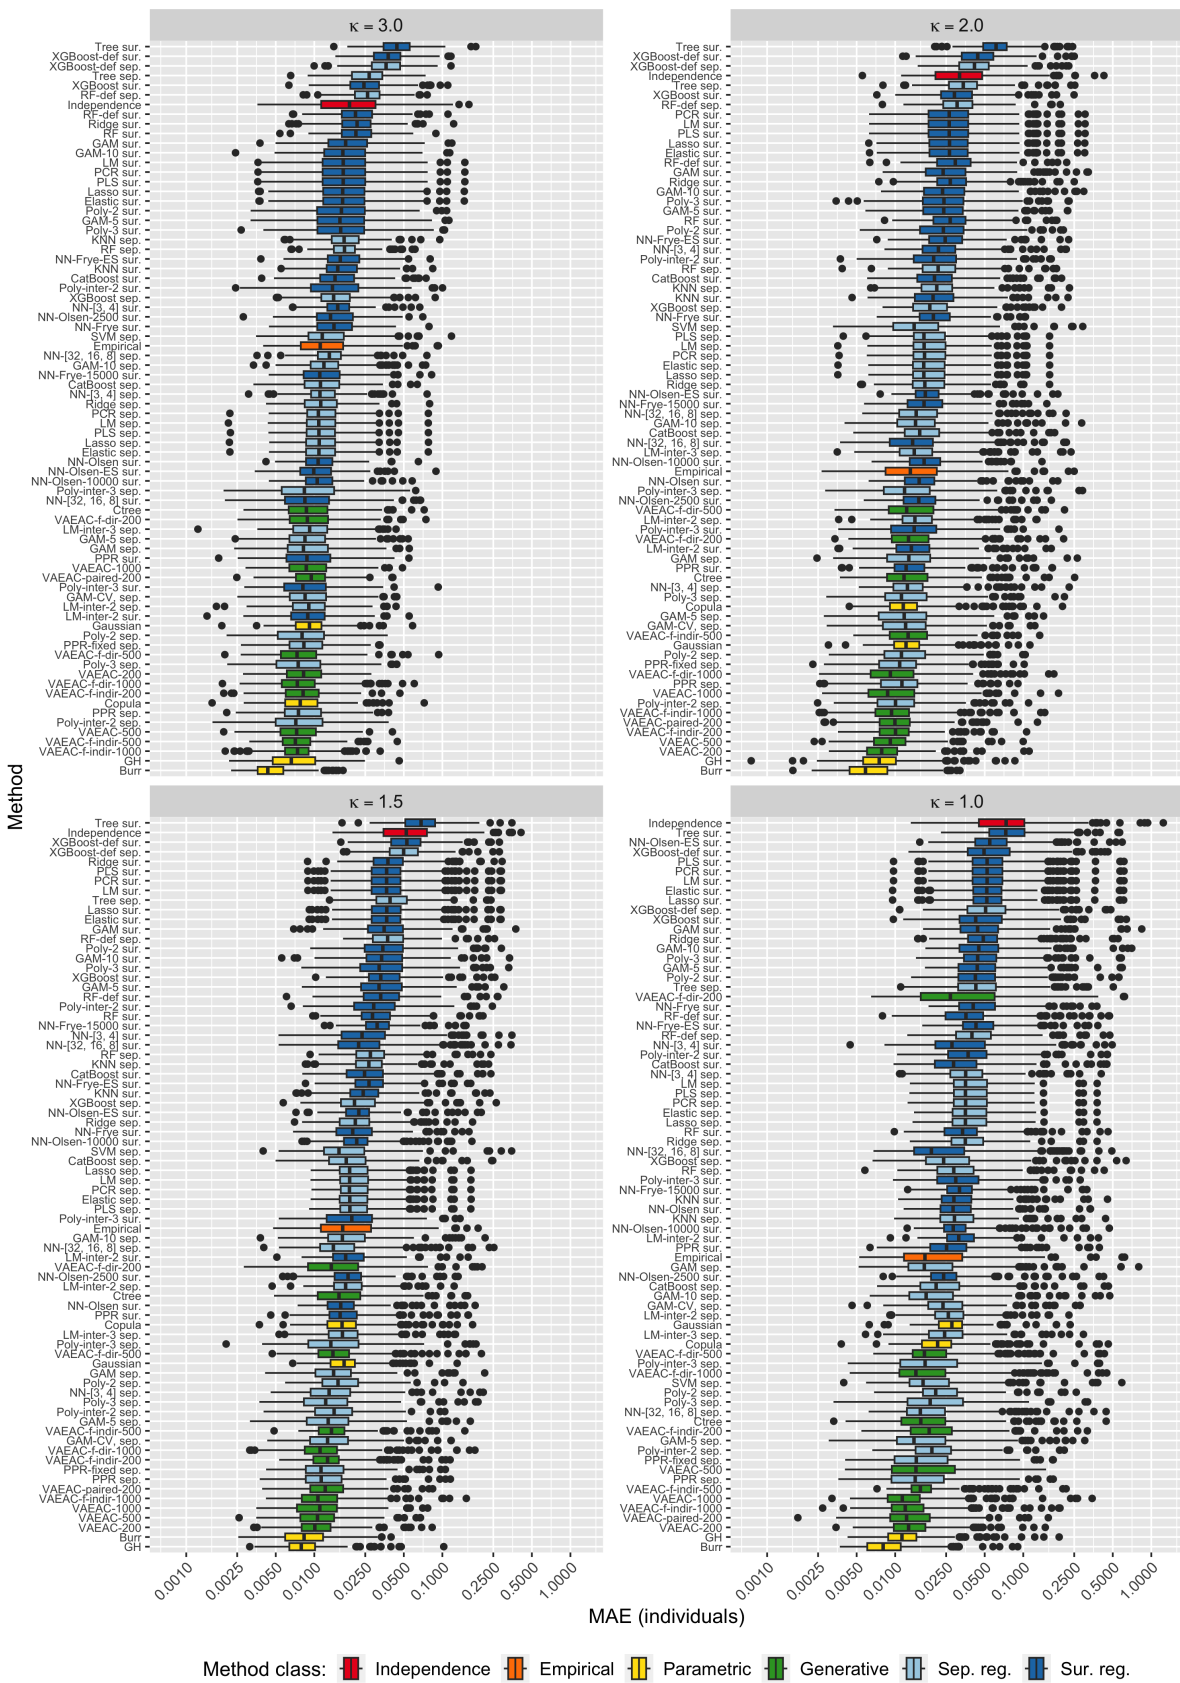 κ = 3.0
Tree sur.
XGBoost-def sur.
XGBoost-def sep.
Tree sep.
XGBoost sur.
RF-def sep.
Independence
RF-def sur.
Ridge sur.
RF sur.
GAM sur.
GAM-10 sur.
LM sur.
PCR sur.
PLS sur.
Lasso sur.
Elastic sur.
Poly-2 sur.
GAM-5 sur.
Poly-3 sur.
KNN sep.
RF sep.
NN-Frye-ES sur.
KNN sur.
CatBoost sur.
Poly-inter-2 sur.
XGBoost sep.
NN-[3, 4] sur.
NN-Olsen-2500 sur.
NN-Frye sur.
SVM sep.
Empirical
NN-[32, 16, 8] sep.
GAM-10 sep.
NN-Frye-15000 sur.
CatBoost sep.
NN-[3, 4] sep.
Ridge sep.
PCR sep.
LM sep.
PLS sep.
Lasso sep.
Elastic sep.
NN-Olsen sur.
NN-Olsen-ES sur.
NN-Olsen-10000 sur.
Poly-inter-3 sep.
NN-[32, 16, 8] sur.
Ctree
VAEAC-f-dir-200
LM-inter-3 sep.
GAM-5 sep.
GAM sep.
PPR sur.
VAEAC-1000
VAEAC-paired-200
Poly-inter-3 sur.
GAM-CV, sep.
LM-inter-2 sep.
LM-inter-2 sur.
Gaussian
Poly-2 sep.
PPR-fixed sep.
VAEAC-f-dir-500
Poly-3 sep.
VAEAC-200
VAEAC-f-dir-1000
VAEAC-f-indir-200
Copula
PPR sep.
Poly-inter-2 sep.
VAEAC-500
VAEAC-f-indir-500
VAEAC-f-indir-1000
GH
Burr
κ = 2.0
Tree sur.
XGBoost-def sur.
XGBoost-def sep.
Independence
Tree sep.
XGBoost sur.
RF-def sep.
PCR sur.
LM sur.
PLS sur.
Lasso sur.
Elastic sur.
RF-def sur.
GAM sur.
Ridge sur.
GAM-10 sur.
Poly-3 sur.
GAM-5 sur.
RF sur.
Poly-2 sur.
NN-Frye-ES sur.
NN-[3, 4] sur.
Poly-inter-2 sur.
RF sep.
CatBoost sur.
KNN sep.
KNN sur.
XGBoost sep.
NN-Frye sur.
SVM sep.
PLS sep.
LM sep.
PCR sep.
Elastic sep.
Lasso sep.
Ridge sep.
NN-Olsen-ES sur.
NN-Frye-15000 sur.
NN-[32, 16, 8] sep.
GAM-10 sep.
CatBoost sep.
NN-[32, 16, 8] sur.
LM-inter-3 sep.
NN-Olsen-10000 sur.
Empirical
NN-Olsen sur.
Poly-inter-3 sep.
NN-Olsen-2500 sur.
VAEAC-f-dir-500
LM-inter-2 sep.
Poly-inter-3 sur.
VAEAC-f-dir-200
LM-inter-2 sur.
GAM sep.
PPR sur.
Ctree
NN-[3, 4] sep.
Poly-3 sep.
Copula
GAM-5 sep.
GAM-CV, sep.
VAEAC-f-indir-500
Gaussian
Poly-2 sep.
PPR-fixed sep.
VAEAC-f-dir-1000
PPR sep.
VAEAC-1000
Poly-inter-2 sep.
VAEAC-f-indir-1000
VAEAC-paired-200
VAEAC-f-indir-200
VAEAC-500
VAEAC-200
GH
Burr
Method
κ = 1.5
Tree sur.
Independence
XGBoost-def sur.
XGBoost-def sep.
Ridge sur.
PLS sur.
PCR sur.
LM sur.
Tree sep.
Lasso sur.
Elastic sur.
GAM sur.
RF-def sep.
Poly-2 sur.
GAM-10 sur.
Poly-3 sur.
XGBoost sur.
GAM-5 sur.
RF-def sur.
Poly-inter-2 sur.
RF sur.
NN-Frye-15000 sur.
NN-[3, 4] sur.
NN-[32, 16, 8] sur.
RF sep.
KNN sep.
CatBoost sur.
NN-Frye-ES sur.
KNN sur.
XGBoost sep.
NN-Olsen-ES sur.
Ridge sep.
NN-Frye sur.
NN-Olsen-10000 sur.
SVM sep.
CatBoost sep.
Lasso sep.
LM sep.
PCR sep.
Elastic sep.
PLS sep.
Poly-inter-3 sur.
Empirical
GAM-10 sep.
NN-[32, 16, 8] sep.
LM-inter-2 sur.
VAEAC-f-dir-200
NN-Olsen-2500 sur.
LM-inter-2 sep.
Ctree
NN-Olsen sur.
PPR sur.
Copula
LM-inter-3 sep.
Poly-inter-3 sep.
VAEAC-f-dir-500
Gaussian
GAM sep.
Poly-2 sep.
NN-[3, 4] sep.
Poly-3 sep.
Poly-inter-2 sep.
GAM-5 sep.
VAEAC-f-indir-500
GAM-CV, sep.
VAEAC-f-dir-1000
VAEAC-f-indir-200
PPR-fixed sep.
PPR sep.
VAEAC-paired-200
VAEAC-f-indir-1000
VAEAC-1000
VAEAC-500
VAEAC-200
Burr
GH
κ = 1.0
Independence
Tree sur.
NN-Olsen-ES sur.
XGBoost-def sur.
PLS sur.
PCR sur.
LM sur.
Elastic sur.
Lasso sur.
XGBoost-def sep.
XGBoost sur.
GAM sur.
Ridge sur.
GAM-10 sur.
Poly-3 sur.
GAM-5 sur.
Poly-2 sur.
Tree sep.
VAEAC-f-dir-200
NN-Frye sur.
RF-def sur.
NN-Frye-ES sur.
RF-def sep.
NN-[3, 4] sur.
Poly-inter-2 sur.
CatBoost sur.
NN-[3, 4] sep.
LM sep.
PLS sep.
PCR sep.
Elastic sep.
Lasso sep.
RF sur.
Ridge sep.
NN-[32, 16, 8] sur.
XGBoost sep.
RF sep.
Poly-inter-3 sur.
NN-Frye-15000 sur.
KNN sur.
NN-Olsen sur.
KNN sep.
NN-Olsen-10000 sur.
LM-inter-2 sur.
PPR sur.
Empirical
GAM sep.
NN-Olsen-2500 sur.
CatBoost sep.
GAM-10 sep.
GAM-CV, sep.
LM-inter-2 sep.
Gaussian
LM-inter-3 sep.
Copula
VAEAC-f-dir-500
Poly-inter-3 sep.
VAEAC-f-dir-1000
SVM sep.
Poly-2 sep.
Poly-3 sep.
NN-[32, 16, 8] sep.
Ctree
VAEAC-f-indir-200
GAM-5 sep.
Poly-inter-2 sep.
PPR-fixed sep.
VAEAC-500
PPR sep.
VAEAC-f-indir-500
VAEAC-1000
VAEAC-f-indir-1000
VAEAC-paired-200
VAEAC-200
GH
Burr
0.0010 0.0025 0.0050 0.0100 0.0250 0.0500 0.1000 0.2500 0.5000 1.0000
0.0010 0.0025 0.0050 0.0100 0.0250 0.0500 0.1000 0.2500 0.5000 1.0000
MAE (individuals)
Method class: Independence Empirical Parametric Generative Sep. reg. Sur. reg.